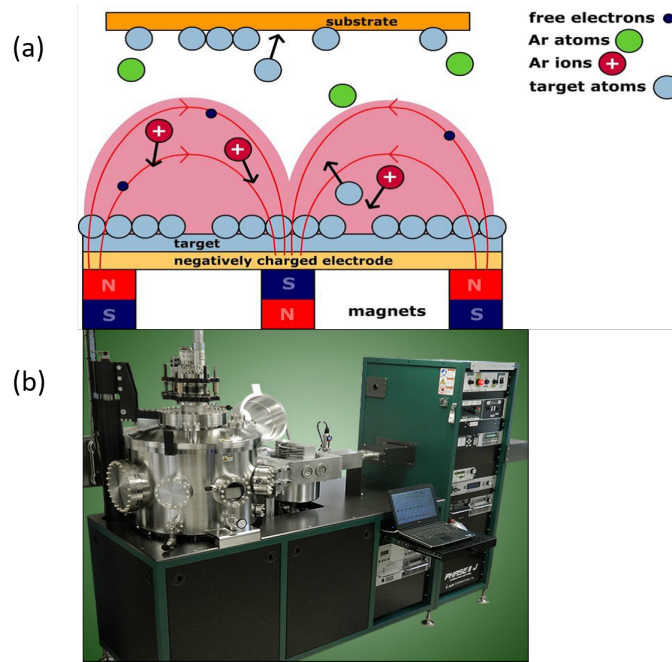 (a)
substrate
free electrons
Ar atoms
Ar ions +
target atoms
+
+
+
target
negatively charged electrode
N
S
N
S
N
S
magnets
(b)
PHASE II J